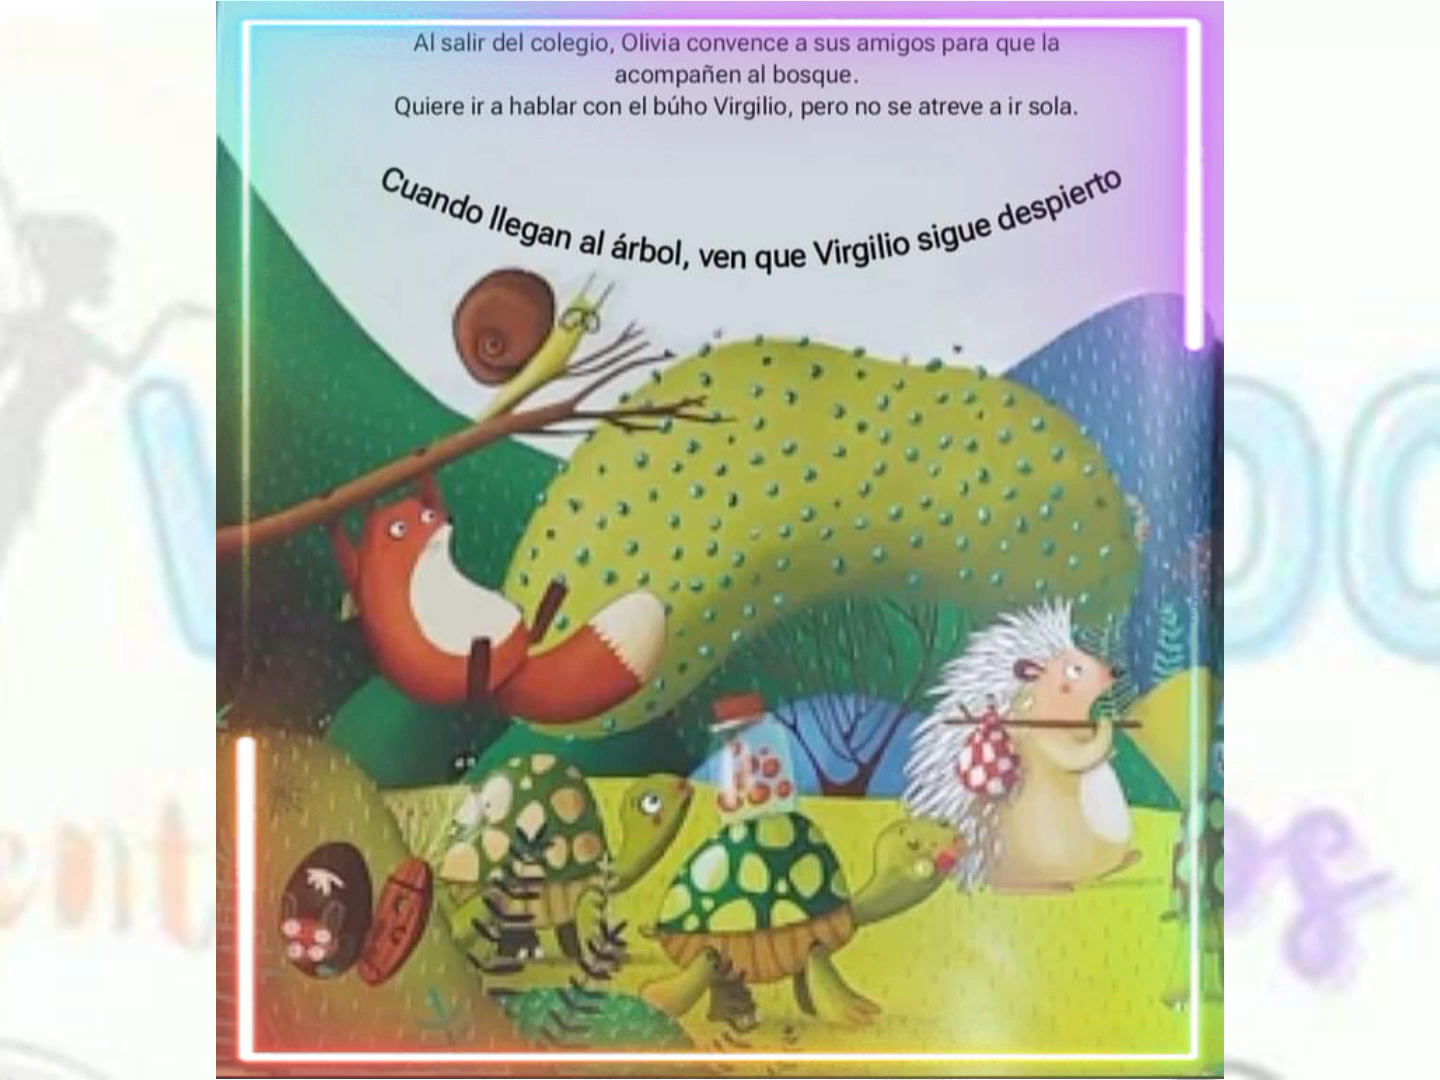 Al salir del colegio, Olivia convence a sus amigos para que la
acompañen al bosque.
Quiere ir a hablar con el búho Virgilio, pero no se atreve a ir sola.
Cuando llegan al árbol, ven que Virgilio sigue despierto